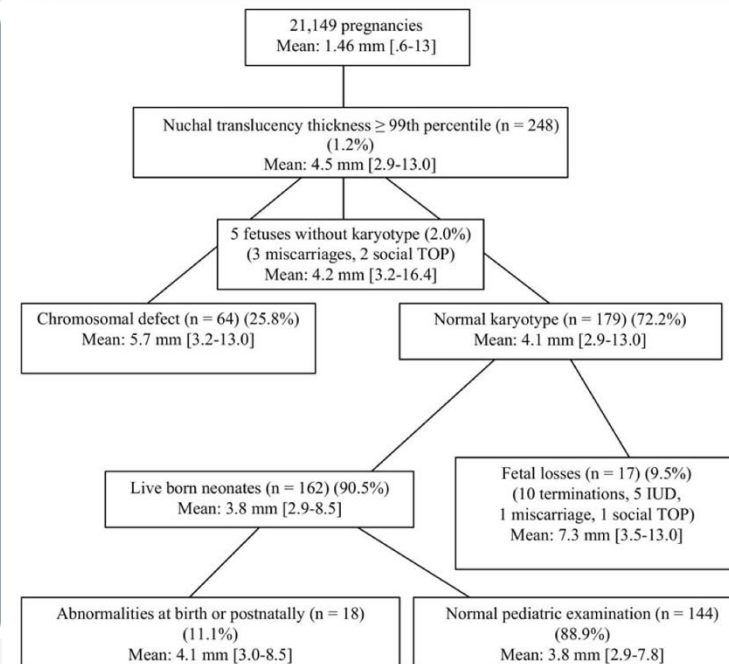 21,149 pregnancies
Mean: 1.46 mm [.6-13]
Nuchal translucency thickness ≥ 99th percentile (n = 248)
(1.2%)
Mean: 4.5 mm [2.9-13.0]
5 fetuses without karyotype (2.0%)
(3 miscarriages, 2 social TOP)
Mean: 4.2 mm [3.2-16.4]
Chromosomal defect (n = 64) (25.8%)
Mean: 5.7 mm [3.2-13.0]
Normal karyotype (n = 179) (72.2%)
Mean: 4.1 mm [2.9-13.0]
Live born neonates (n = 162) (90.5%)
Mean: 3.8 mm [2.9-8.5]
Fetal losses (n = 17) (9.5%)
(10 terminations, 5 IUD,
1 miscarriage, 1 social TOP)
Mean: 7.3 mm [3.5-13.0]
Abnormalities at birth or postnatally (n = 18)
(11.1%)
Mean: 4.1 mm [3.0-8.5]
Normal pediatric examination (n = 144)
(88.9%)
Mean: 3.8 mm [2.9-7.8]